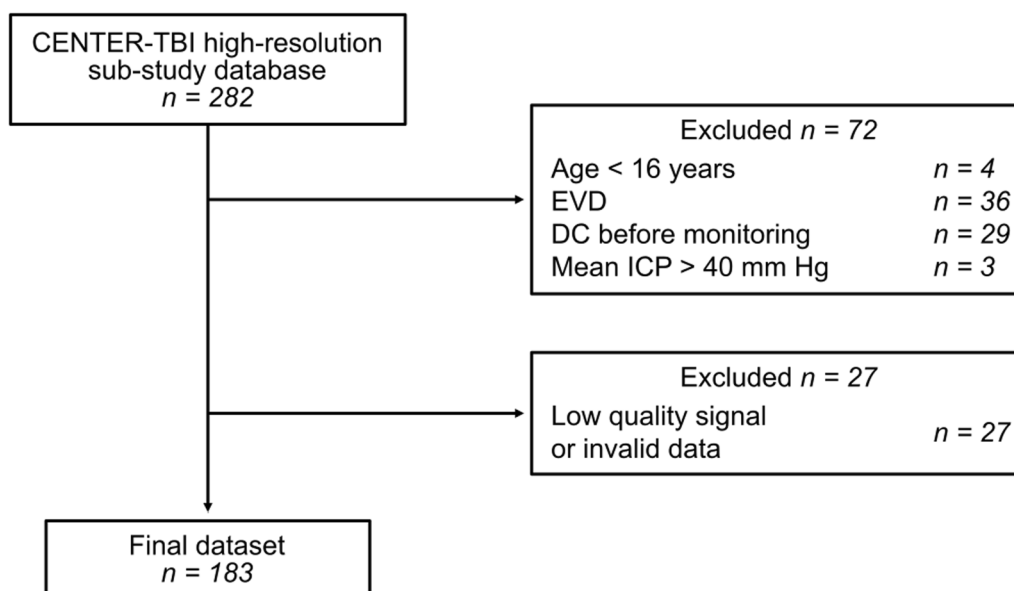 CENTER-TBI high-resolution
sub-study database
n = 282
Excluded n = 72
Age < 16 years n = 4
EVD n = 36
DC before monitoring n = 29
Mean ICP > 40 mm Hg n = 3
Excluded n = 27
Low quality signal
or invalid data n = 27
Final dataset
n = 183